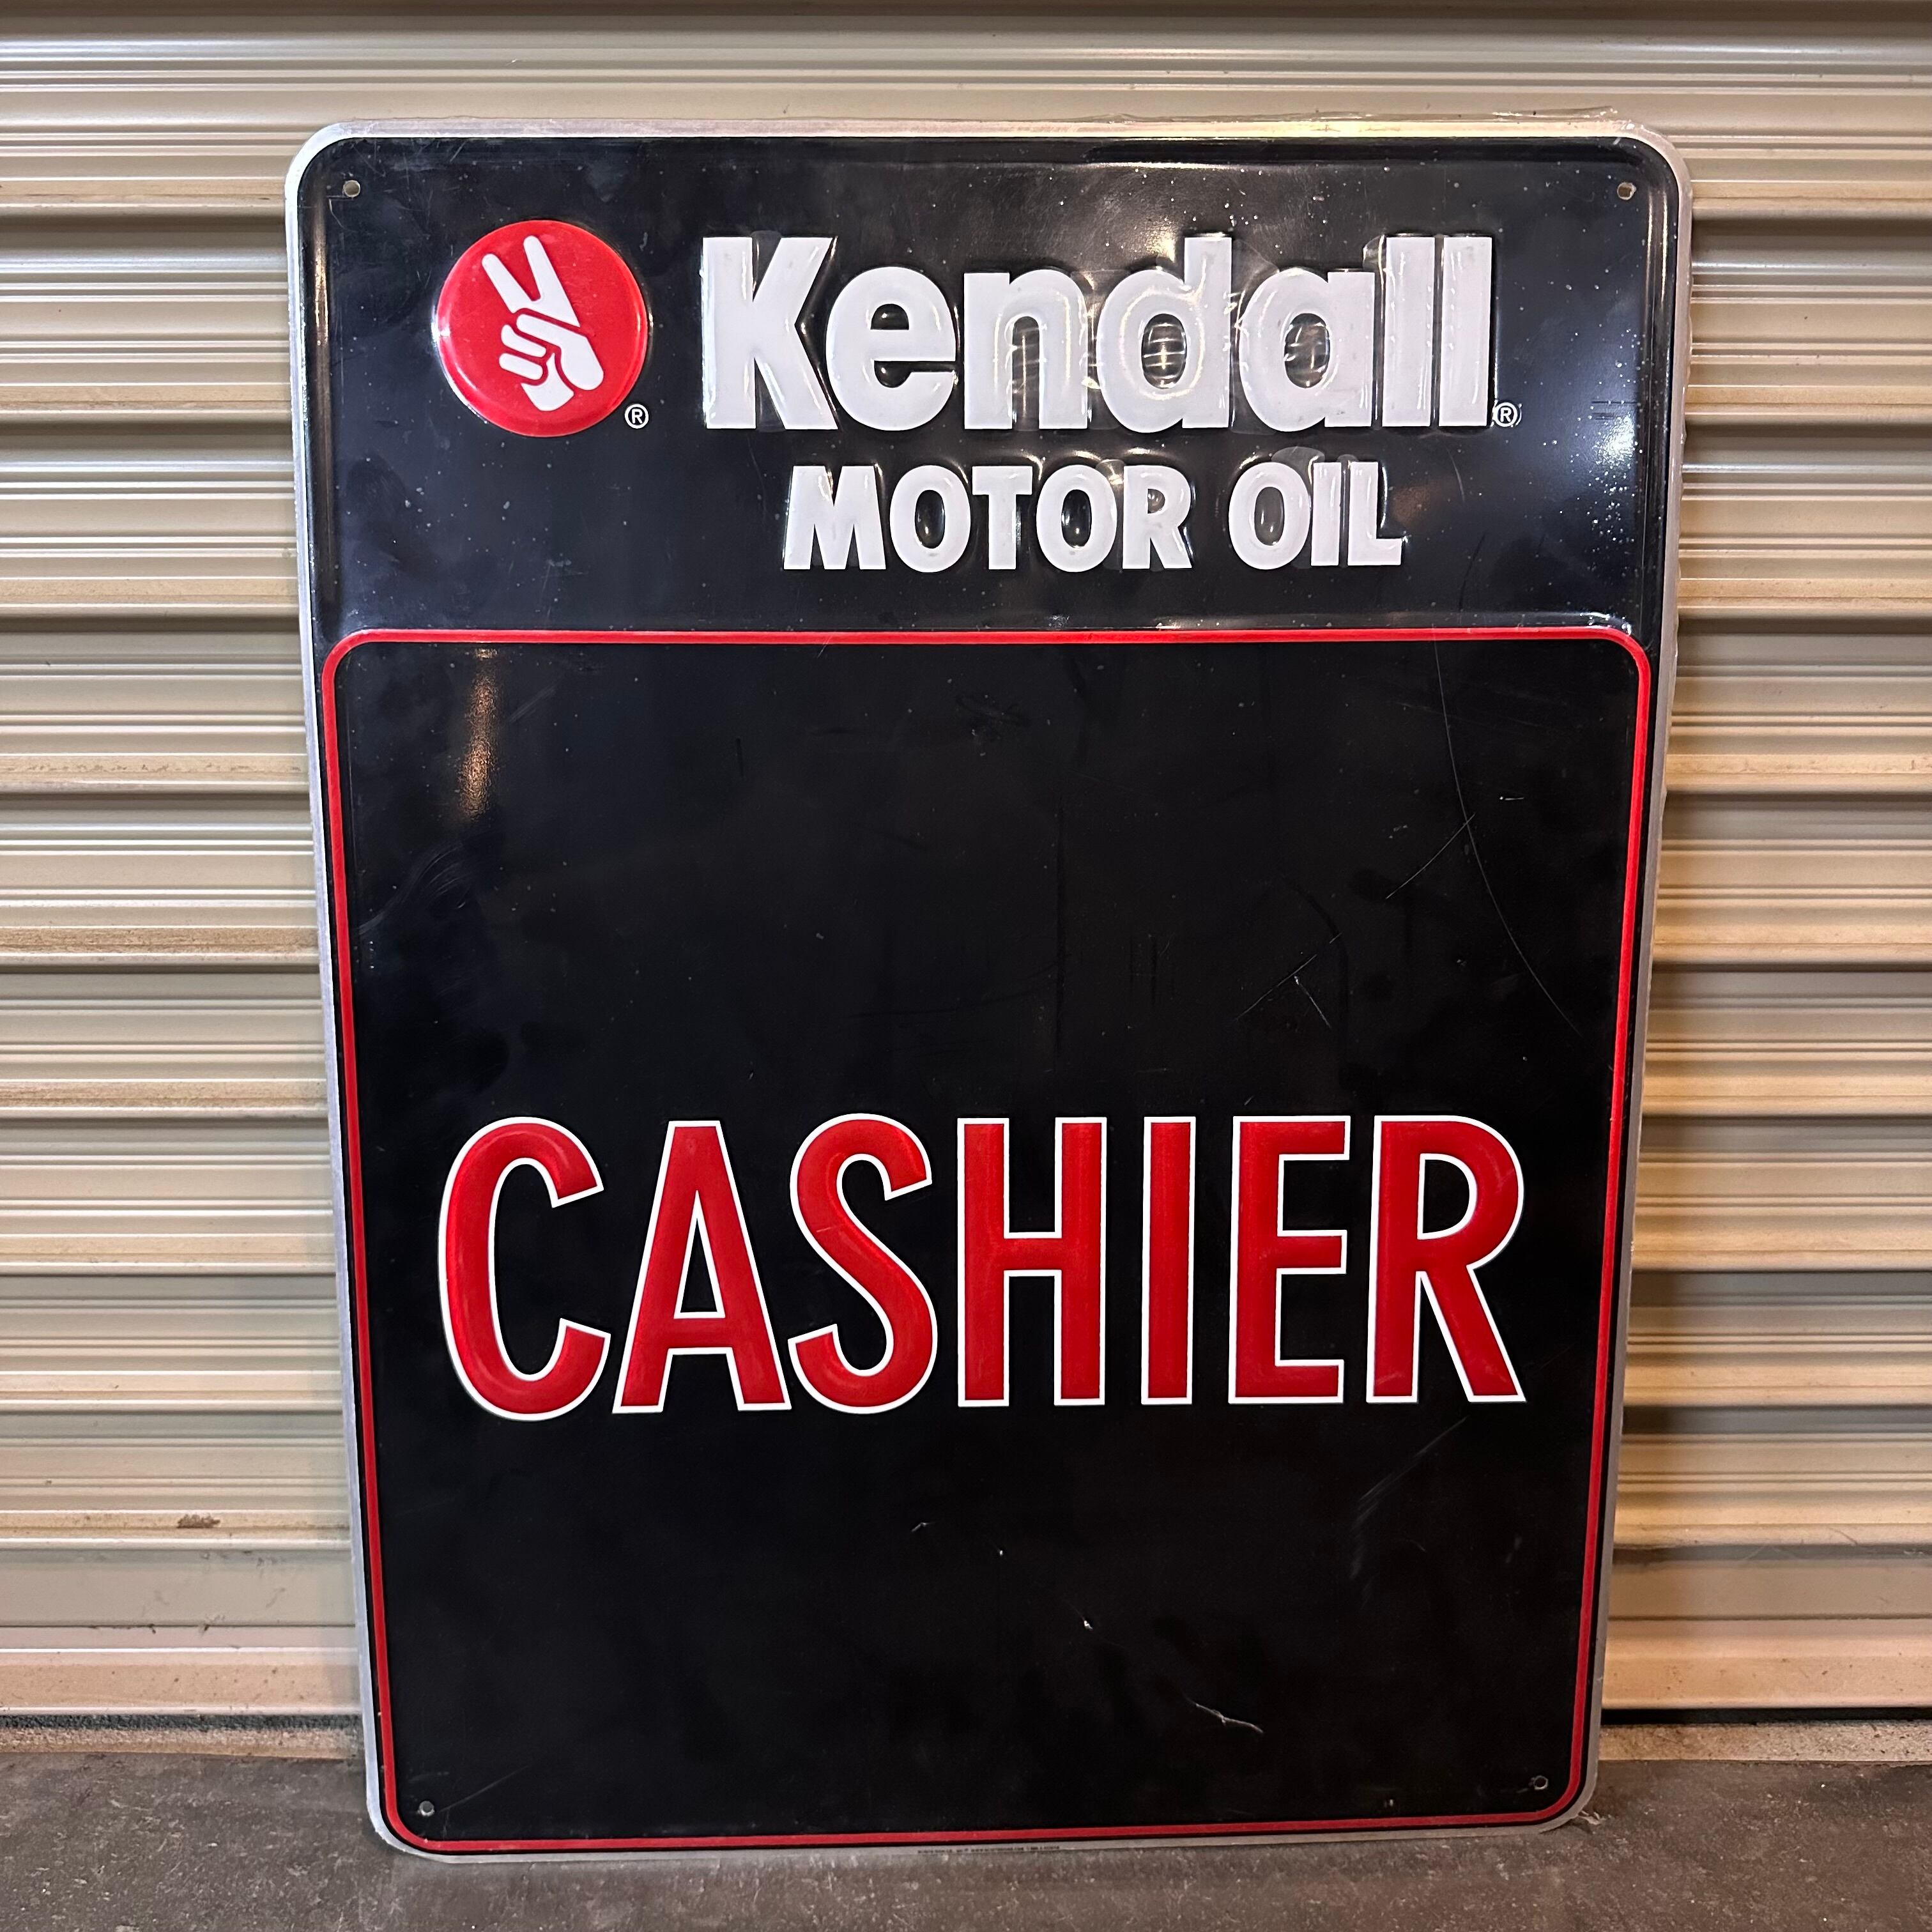 ® Kendall®
MOTOR OIL
CASHIER